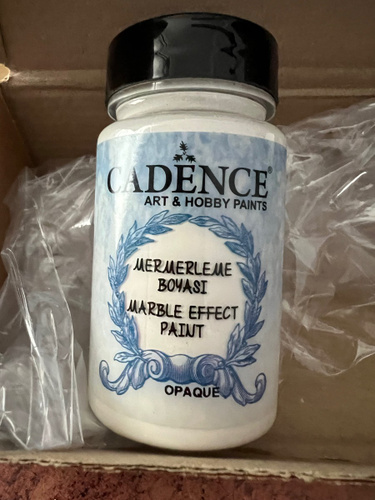 CADENCE®
ART & HOBBY PAINTS
MERMERLEME
BOYASI
MARBLE EFFECT
PAINT
OPAQUE